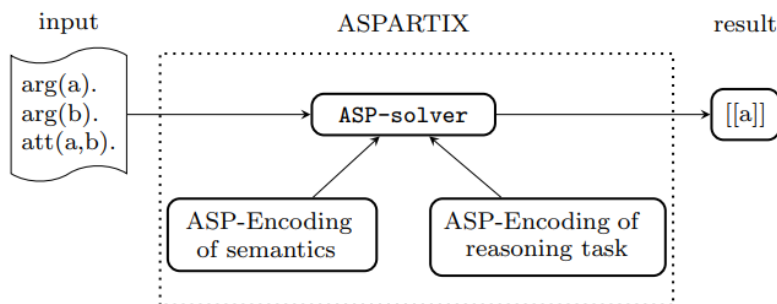 input
ASPARTIX
result
arg(a).
arg(b).
att(a,b).
ASP-solver
[[a]]
ASP-Encoding
of semantics
ASP-Encoding of
reasoning task